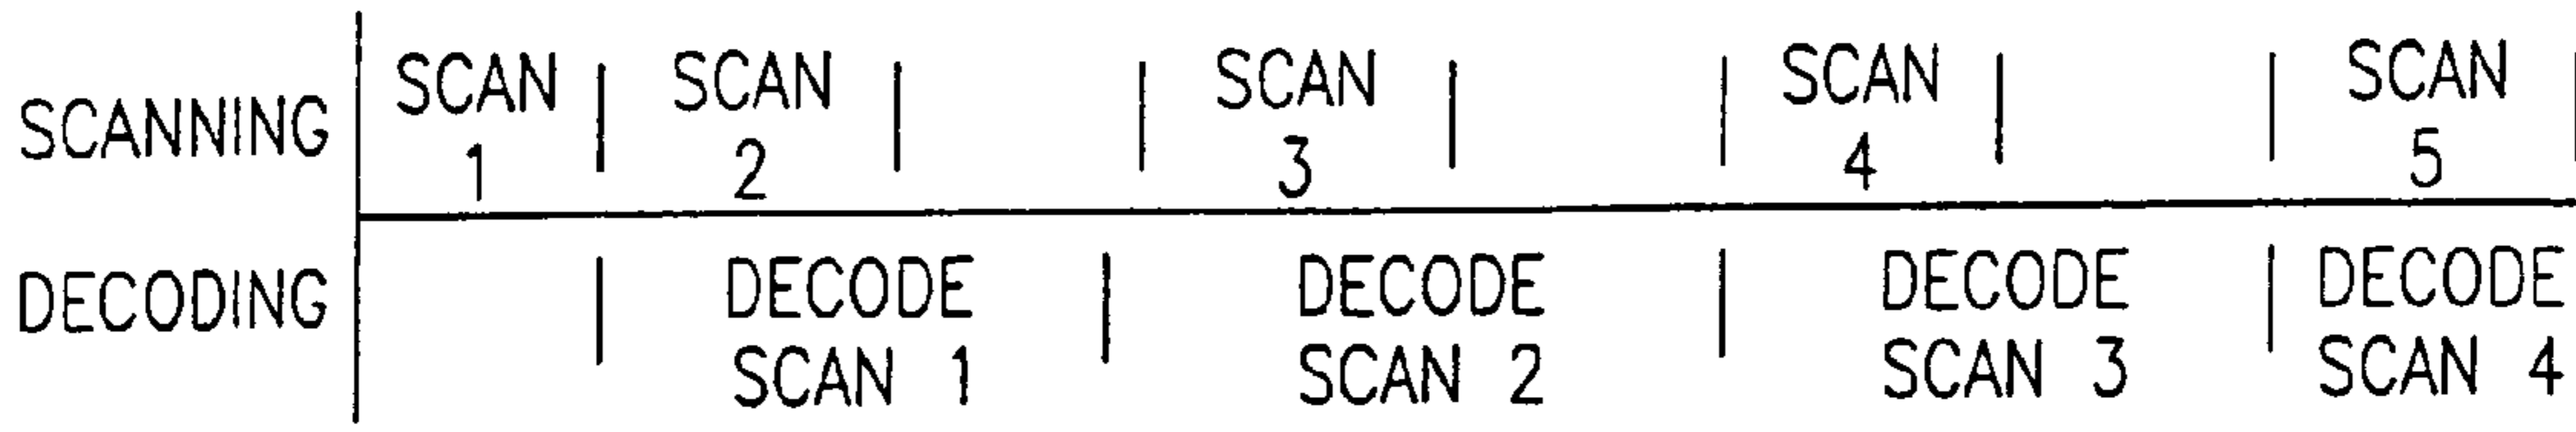 SCANNING
SCAN 1
SCAN 2
SCAN 3
SCAN 4
SCAN 5
DECODING
DECODE SCAN 1
DECODE SCAN 2
DECODE SCAN 3
DECODE SCAN 4